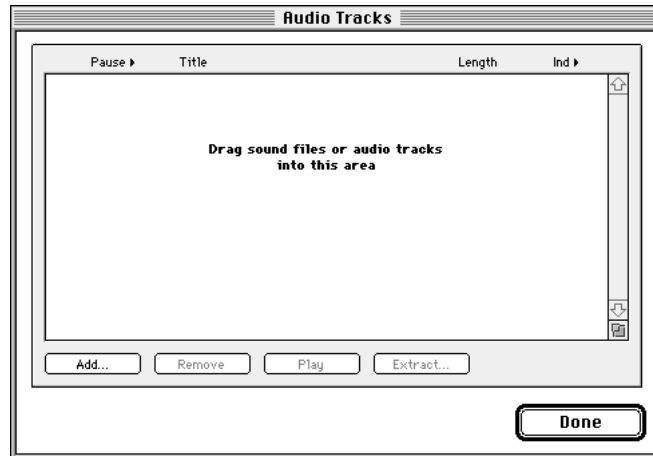 Audio Tracks
Pause Title Length Ind
Drag sound files or audio tracks
into this area
Add... Remove Play Extract...
Done